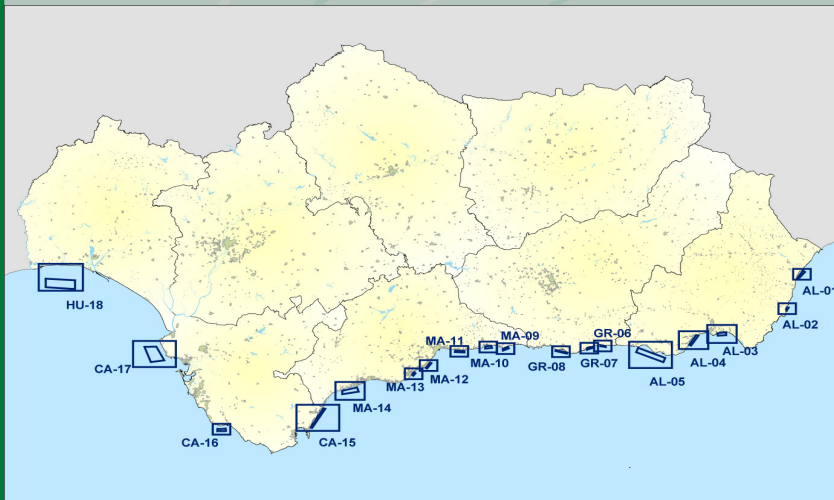 AL-01
HU-18
AL-02
GR-06
MA-11
MA-09
AL-03
MA-10
GR-07
AL-04
GR-08
CA-17
MA-12
AL-05
MA-13
MA-14
CA-16
CA-15